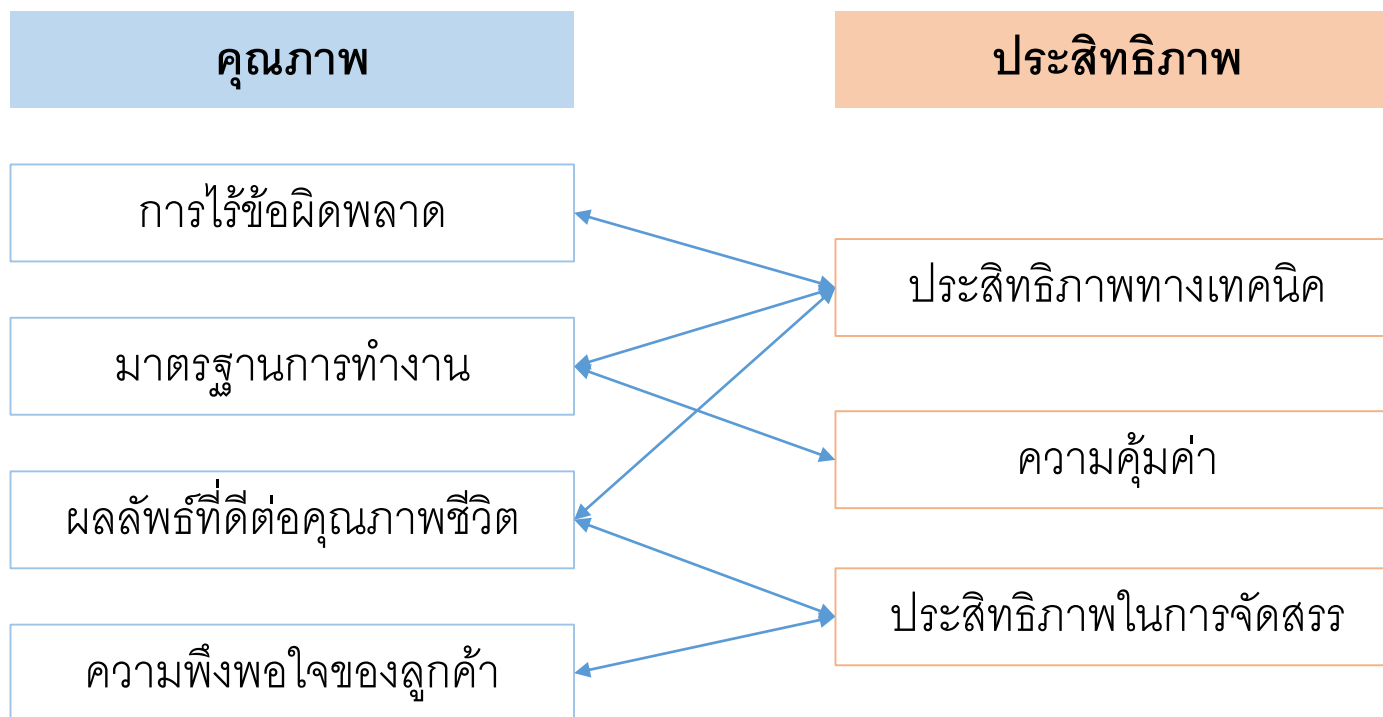 คุณภาพ
การไร้ข้อผิดพลาด
มาตรฐานการทำงาน
ผลลัพธ์ที่ดีต่อคุณภาพชีวิต
ความพึงพอใจของลูกค้า
ประสิทธิภาพ
ประสิทธิภาพทางเทคนิค
ความคุ้มค่า
ประสิทธิภาพในการจัดสรร